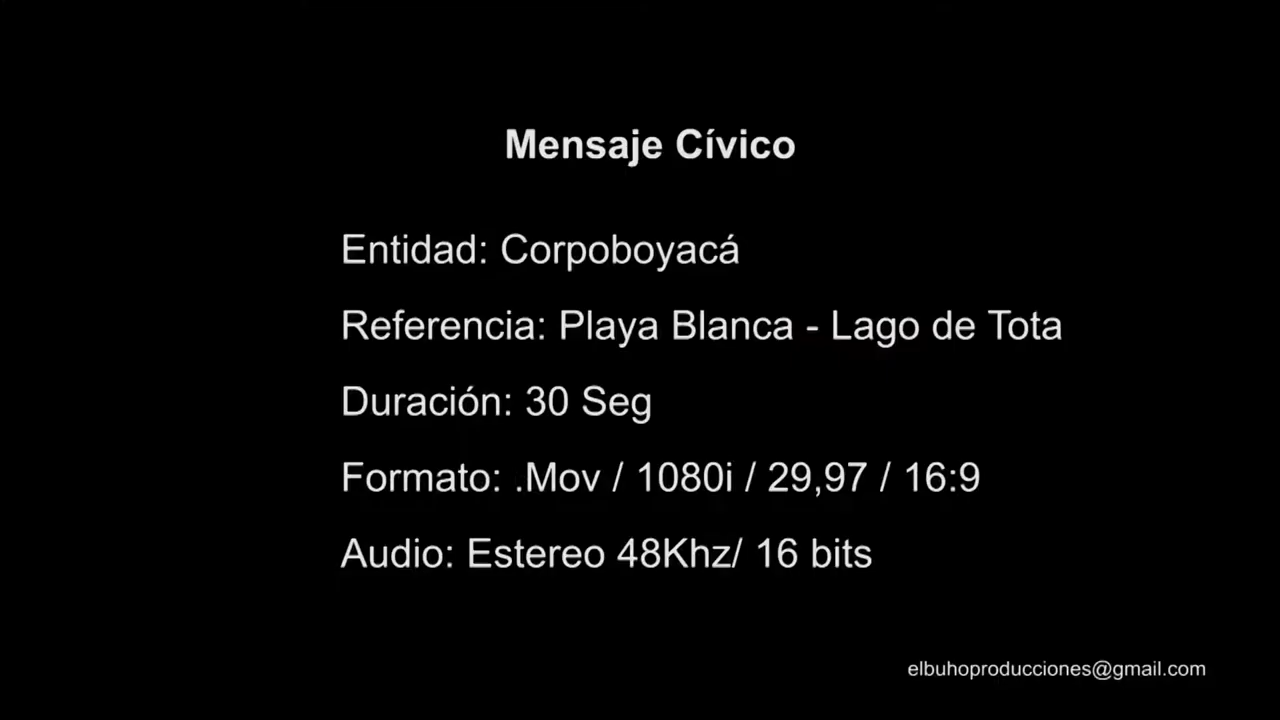 Mensaje Cívico
Entidad: Corpoboyacá
Referencia: Playa Blanca - Lago de Tota
Duración: 30 Seg
Formato: .Mov / 1080i / 29,97 / 16:9
Audio: Estereo 48Khz/ 16 bits
elbuhoproducciones@gmail.com